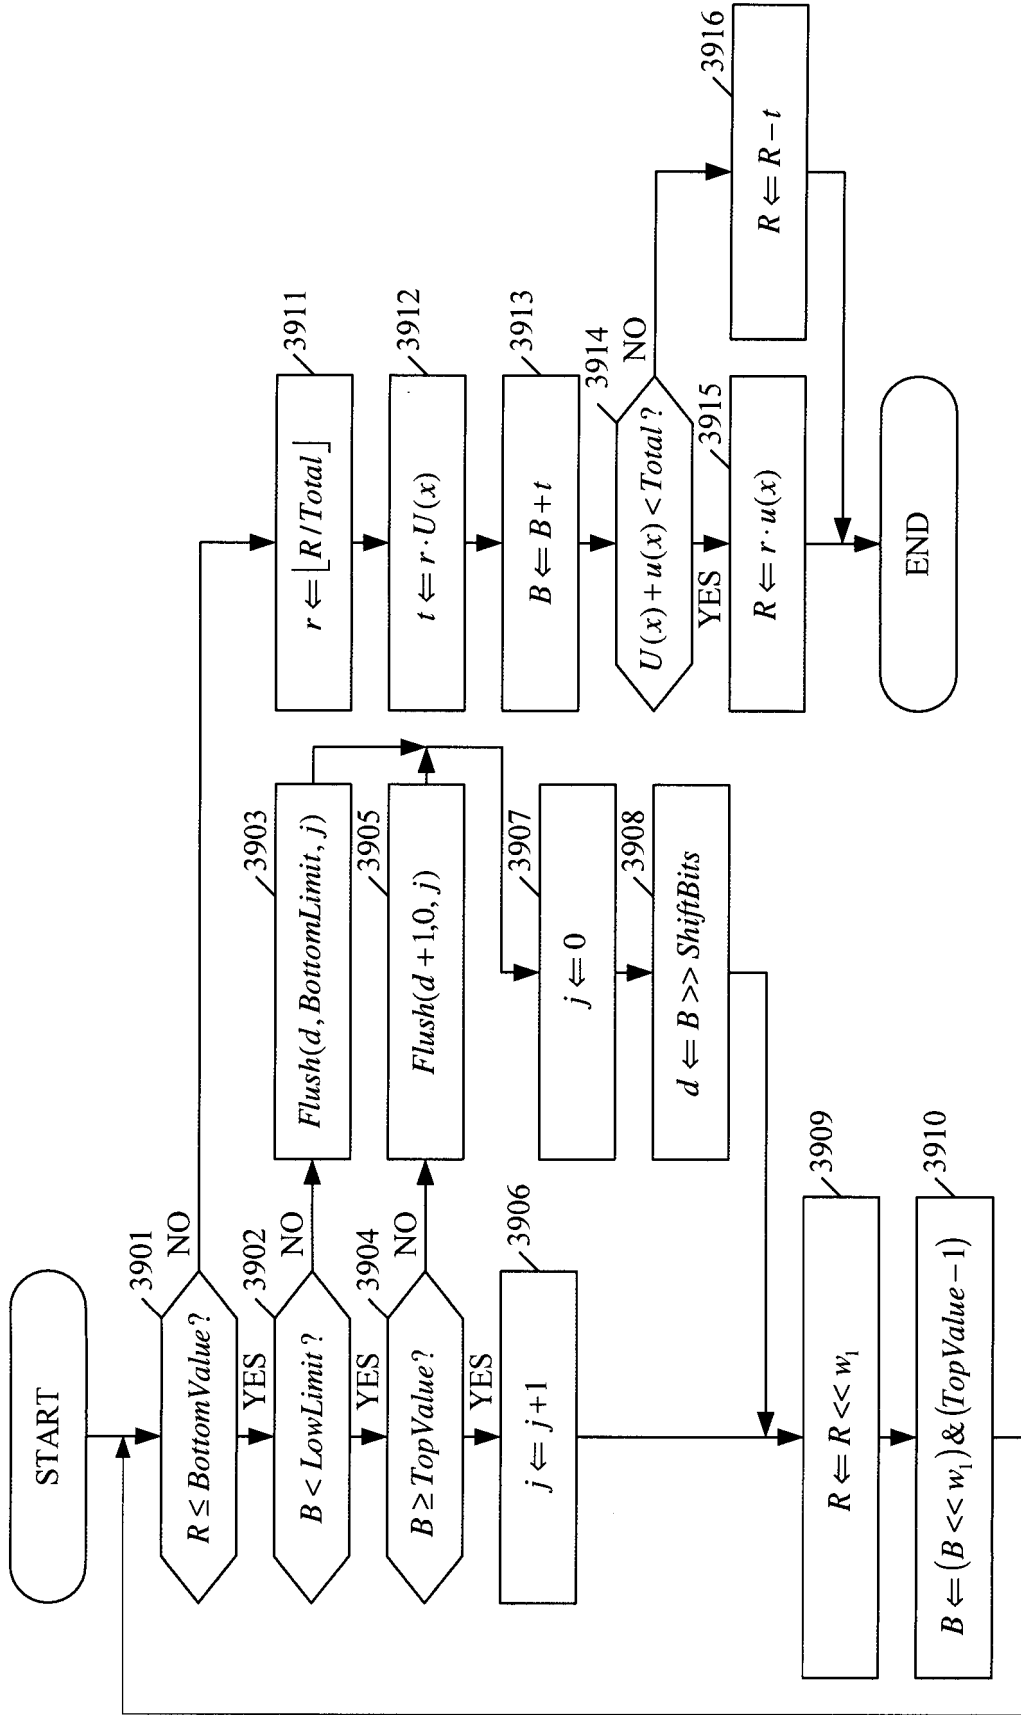 START
3901
R ≤ BottomValue?
NO
YES
3902
B < LowLimit?
NO
YES
3903
Flush(d, BottomLimit, j)
3904
B ≥ TopValue?
NO
YES
3905
Flush(d+1,0, j)
3906
j ⇐ j+1
3907
j ⇐ 0
3908
d ⇐ B >> ShiftBits
3909
R ⇐ R << w₁
3910
B ⇐ (B << w₁) & (TopValue−1)
3911
r ⇐ ⌊R/Total⌋
3912
t ⇐ r·U(x)
3913
B ⇐ B+t
3914
U(x)+u(x) < Total?
NO
YES
3915
R ⇐ r·u(x)
3916
R ⇐ R−t
END